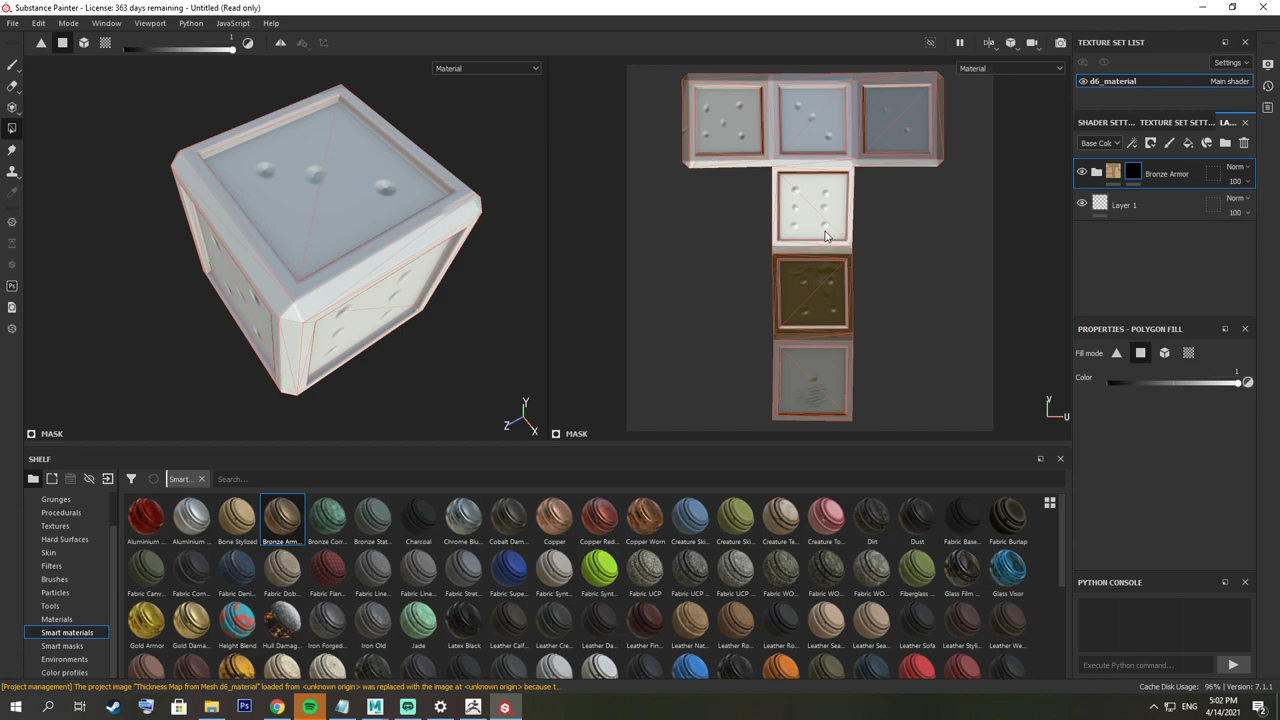 Substance Painter - License: 363 days remaining - Untitled (Read only)
File Edit Mode Window Viewport Python JavaScript Help
1
Material
Material
TEXTURE SET LIST
Settings
d6_material Main shader
SHADER SETT... TEXTURE SET SETT... LA...
Base Col
Bronze Armor
Norm
100
Layer 1
Norm
100
PROPERTIES - POLYGON FILL
Fill mode
Color
1
Y
Z
X
V
U
MASK
MASK
SHELF
Smart...
Search...
Grunges
Procedurals
Textures
Hard Surfaces
Skin
Filters
Brushes
Particles
Tools
Materials
Smart materials
Smart masks
Environments
Color profiles
Aluminium ... Aluminium ... Bone Stylized Bronze Arm... Bronze Corr... Bronze Stat... Charcoal Chrome Blu... Cobalt Dam... Copper Copper Red... Copper Worn Creature Ski... Creature Ski... Creature Te... Creature To... Dirt Dust Fabric Base... Fabric Burlap
Fabric Canv... Fabric Com... Fabric Deni... Fabric Dob... Fabric Flan... Fabric Line... Fabric Line... Fabric Stret... Fabric Supe... Fabric Synt... Fabric Synt... Fabric UCP Fabric UCP ... Fabric WO... Fabric WO... Fabric WO... Fabric WO... Fiberglass ... Glass Film ... Glass Visor
Gold Armor Gold Dama... Height Blend Hull Damag... Iron Forged... Iron Old Jade Latex Black Leather Calf... Leather Cre... Leather Da... Leather Fin... Leather Nat... Leather Ro... Leather Ro... Leather Sea... Leather Sea... Leather Sofa Leather Styli... Leather We...
PYTHON CONSOLE
Execute Python command...
[Project management] The project image "Thickness Map from Mesh d6_material" loaded from <unknown origin> was replaced with the image at <unknown origin> because t...
Cache Disk Usage: 96% | Version: 7.1.1
ENG
5:02 PM
4/14/2021
2